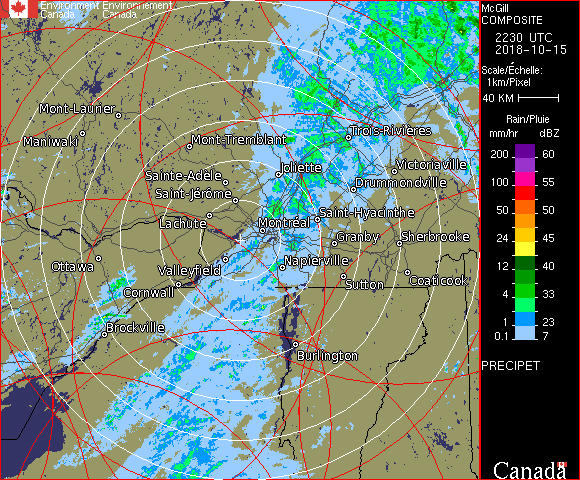 Environment Environnement
Canada Canada
Mont-Laurier
Maniwaki
Mont-Tremblant
Trois-Rivières
Sainte-Adèle
Joliette
Victoriaville
Saint-Jérôme
Drummondville
Lachute
Montréal
Saint-Hyacinthe
Granby
Sherbrooke
Ottawa
Valleyfield
Napierville
Cornwall
Sutton
Coaticook
Brockville
Burlington
McGill
COMPOSITE
2230 UTC
2018-10-15
Scale/Échelle:
1km/Pixel
40 KM
Rain/Pluie
mm/hr dBZ
200 60
100 55
50 50
24 45
12 40
4 33
1 23
0.1 7
PRECIPET
Canada